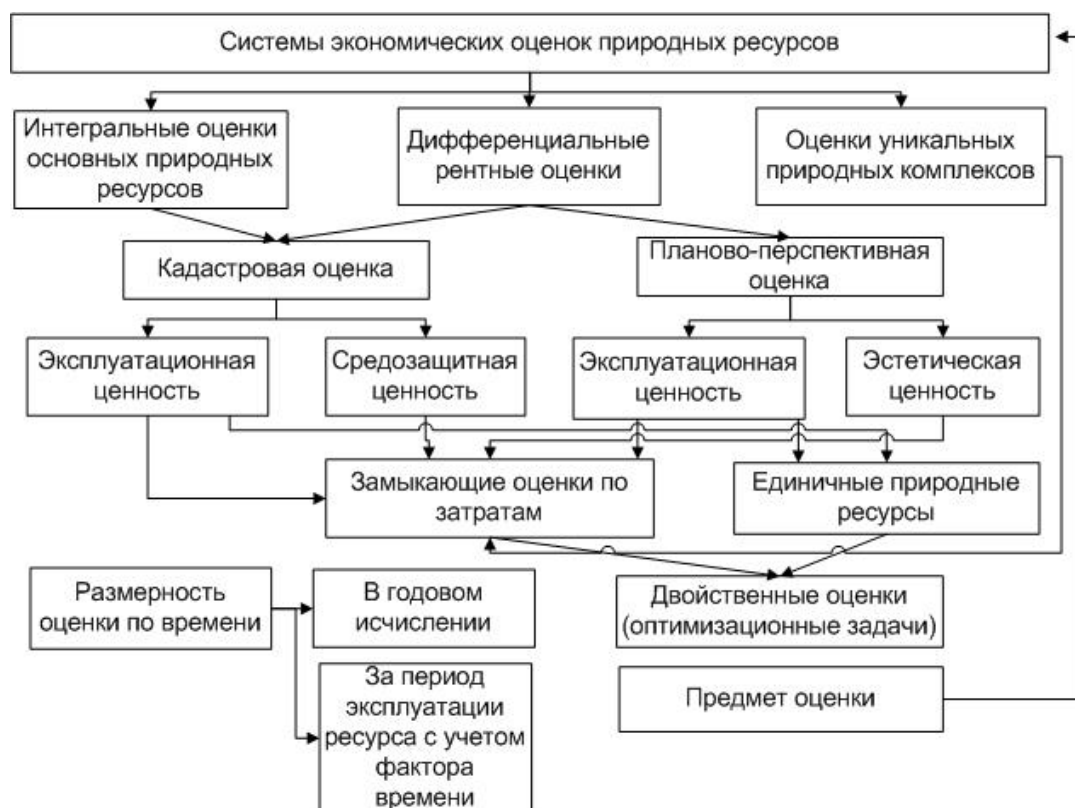 Системы экономических оценок природных ресурсов
Интегральные оценки
основных природных
ресурсов
Дифференциальные
рентные оценки
Оценки уникальных
природных комплексов
Кадастровая оценка
Планово-перспективная
оценка
Эксплуатационная
ценность
Средозащитная
ценность
Эксплуатационная
ценность
Эстетическая
ценность
Замыкающие оценки по
затратам
Единичные природные
ресурсы
Размерность
оценки по времени
В годовом
исчислении
Двойственные оценки
(оптимизационные задачи)
За период
эксплуатации
ресурса с учетом
фактора
времени
Предмет оценки